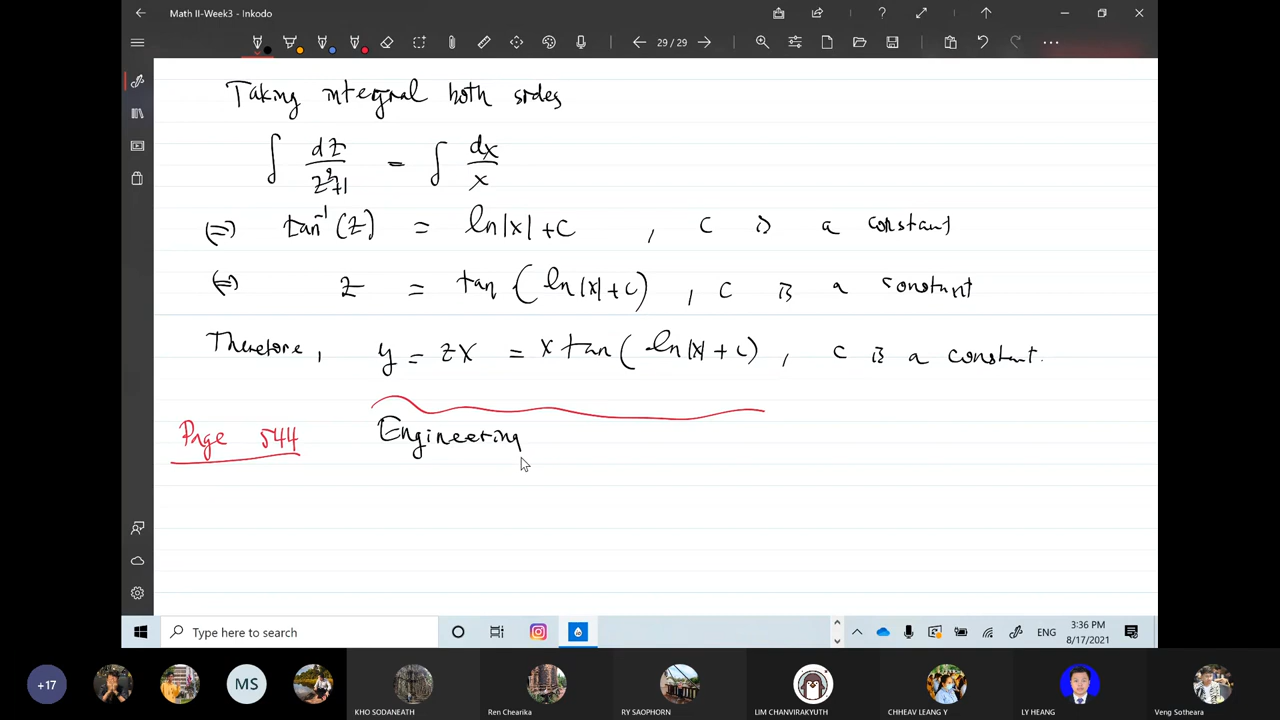 Math II-Week3 - Inkodo
29 / 29
Taking integral both sides
∫ dz/(z²+1) = ∫ dx/x
(=) tan⁻¹(z) = ln|x| + c , c is a constant
(=) z = tan(ln|x| + c) , c is a constant
Therefore, y = zx = x tan(ln|x| + c) , c is a constant.
Page 544 Engineering
Type here to search
ENG
3:36 PM
8/17/2021
+17
MS
KHO SODANEATH
Ren Chearika
RY SAOPHORN
LIM CHANVIRAKYUTH
CHHEAV LEANG Y
LY HEANG
Veng Sotheara